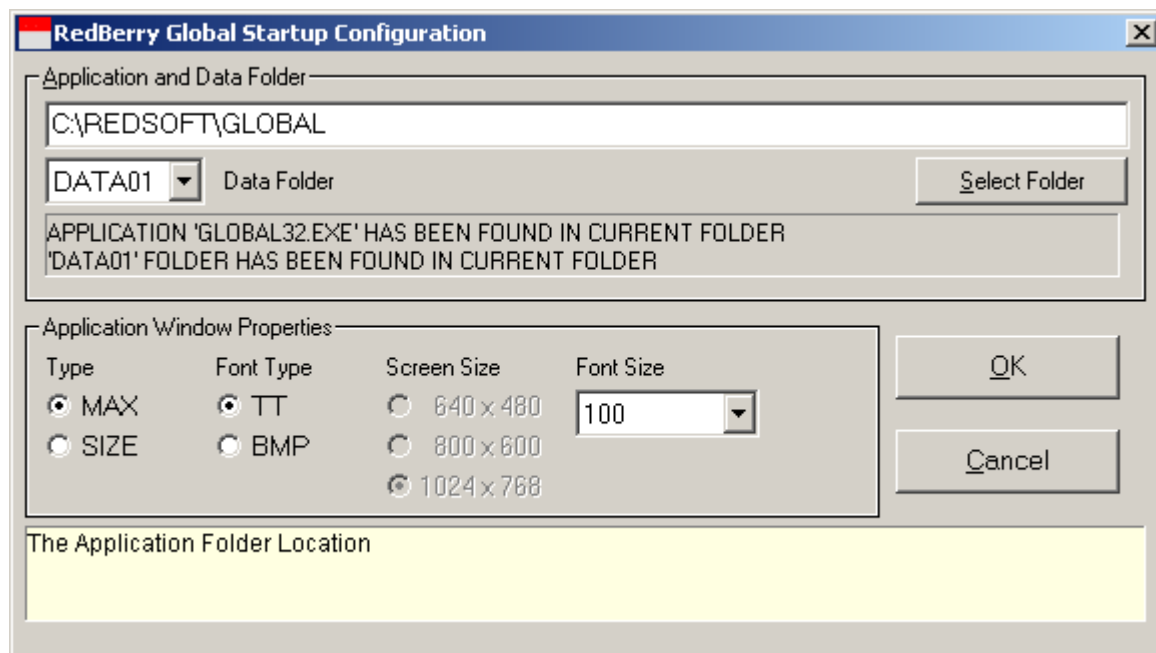 RedBerry Global Startup Configuration
Application and Data Folder
C:\REDSOFT\GLOBAL
DATA01 Data Folder Select Folder
APPLICATION 'GLOBAL32.EXE' HAS BEEN FOUND IN CURRENT FOLDER
'DATA01' FOLDER HAS BEEN FOUND IN CURRENT FOLDER
Application Window Properties
Type Font Type Screen Size Font Size
MAX TT 640 x 480 100
SIZE BMP 800 x 600
1024 x 768
OK
Cancel
The Application Folder Location